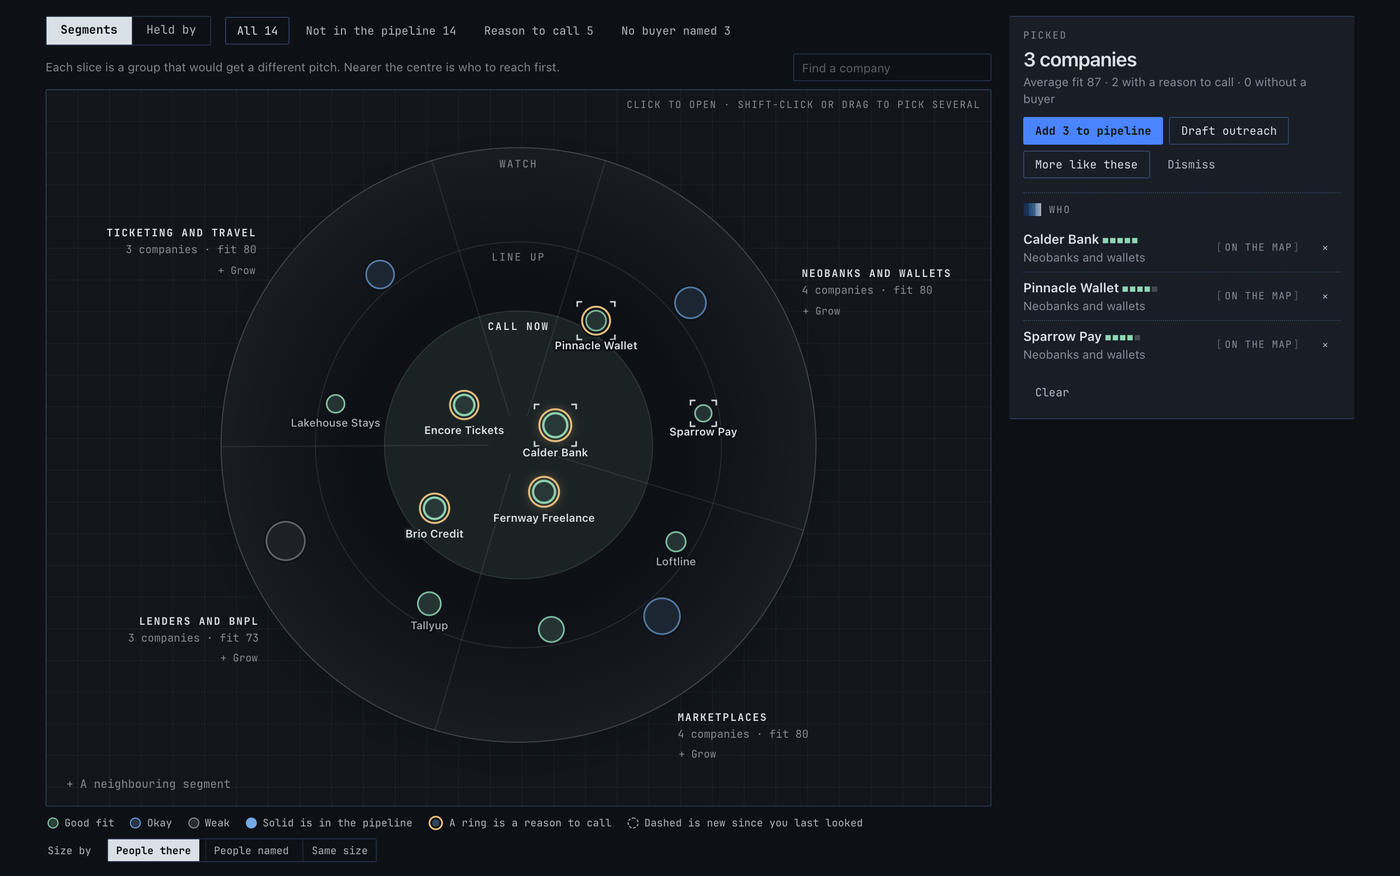 Segments Held by All 14 Not in the pipeline 14 Reason to call 5 No buyer named 3
Each slice is a group that would get a different pitch. Nearer the centre is who to reach first.
Find a company
CLICK TO OPEN · SHIFT-CLICK OR DRAG TO PICK SEVERAL
WATCH
TICKETING AND TRAVEL
3 companies · fit 80
+ Grow
LINE UP
NEOBANKS AND WALLETS
4 companies · fit 80
+ Grow
CALL NOW
Pinnacle Wallet
Lakehouse Stays
Encore Tickets
Sparrow Pay
Calder Bank
Fernway Freelance
Brio Credit
Loftline
Tallyup
LENDERS AND BNPL
3 companies · fit 73
+ Grow
MARKETPLACES
4 companies · fit 80
+ Grow
+ A neighbouring segment
Good fit Okay Weak Solid is in the pipeline A ring is a reason to call Dashed is new since you last looked
Size by People there People named Same size
PICKED
3 companies
Average fit 87 · 2 with a reason to call · 0 without a
buyer
Add 3 to pipeline Draft outreach
More like these Dismiss
WHO
Calder Bank
Neobanks and wallets
[ON THE MAP] ×
Pinnacle Wallet
Neobanks and wallets
[ON THE MAP] ×
Sparrow Pay
Neobanks and wallets
[ON THE MAP] ×
Clear